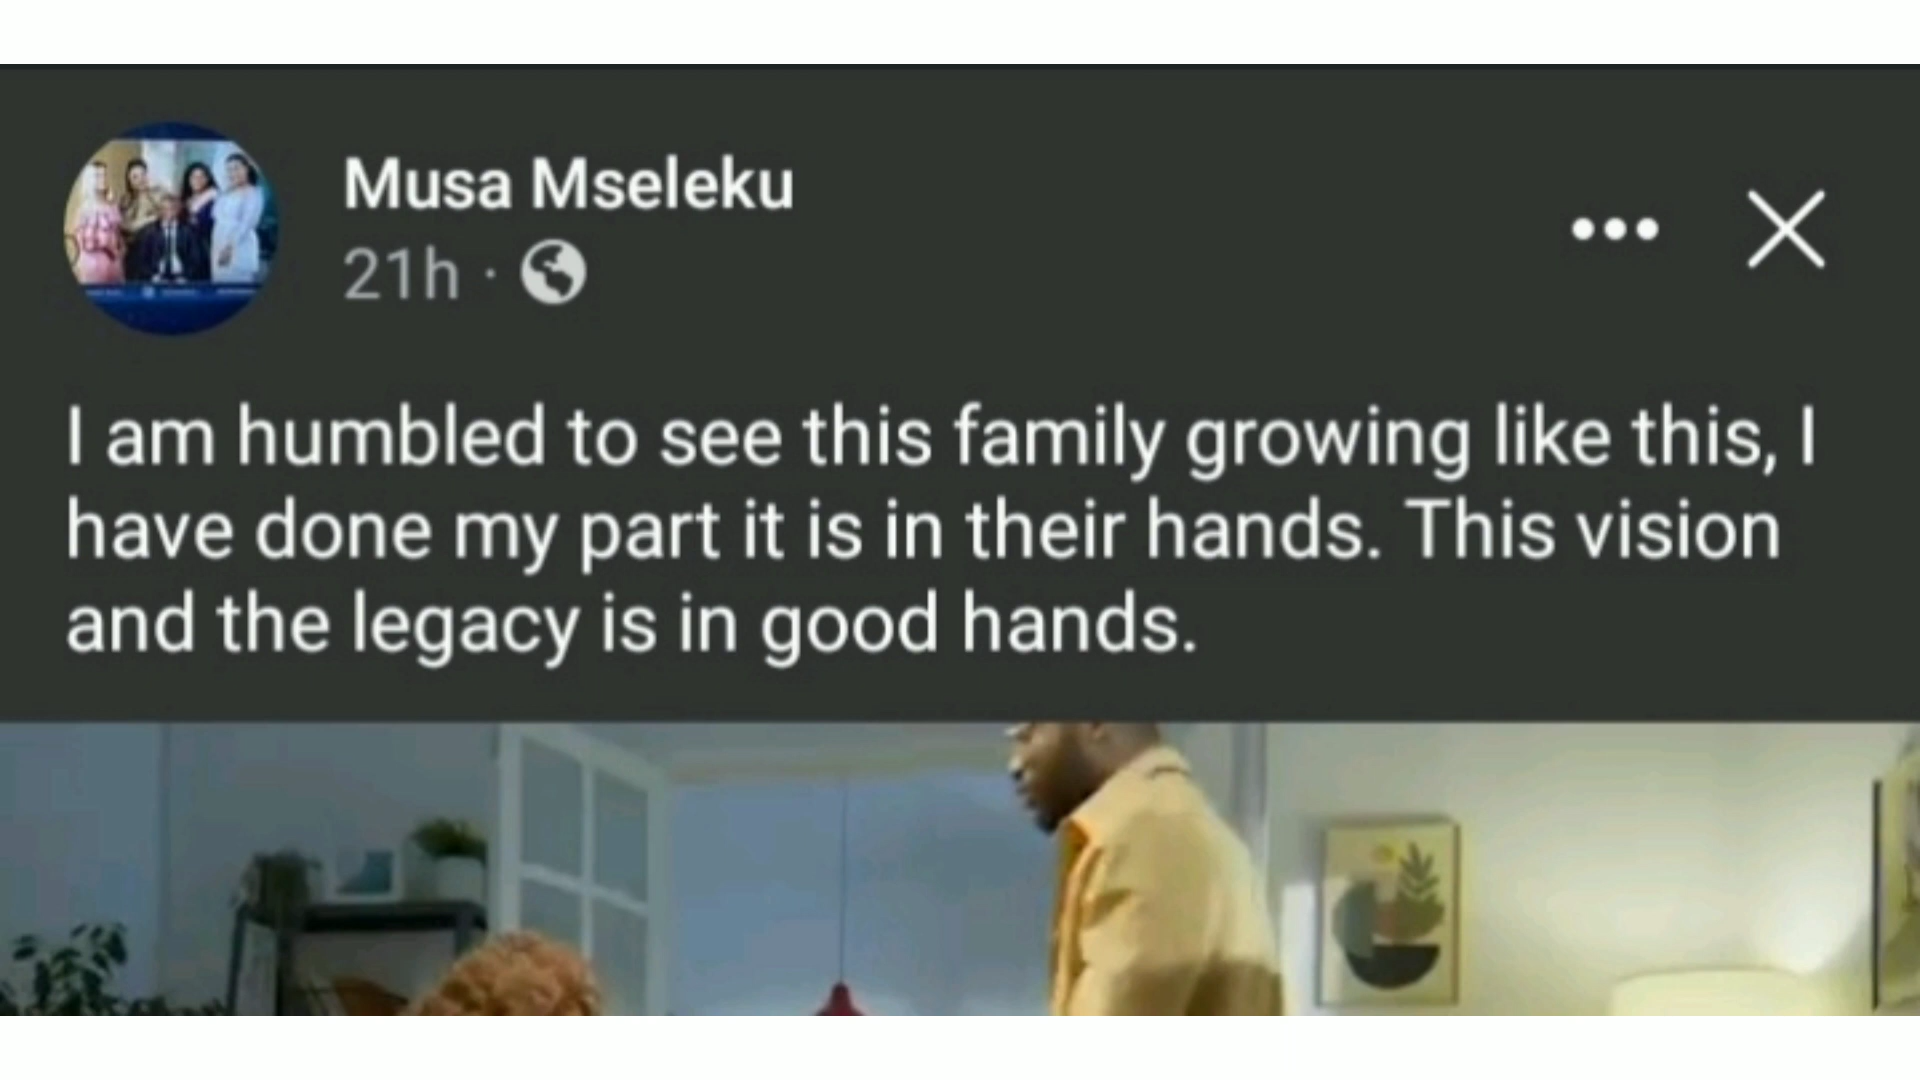 Musa Mseleku
21h ·
I am humbled to see this family growing like this, I
have done my part it is in their hands. This vision
and the legacy is in good hands.